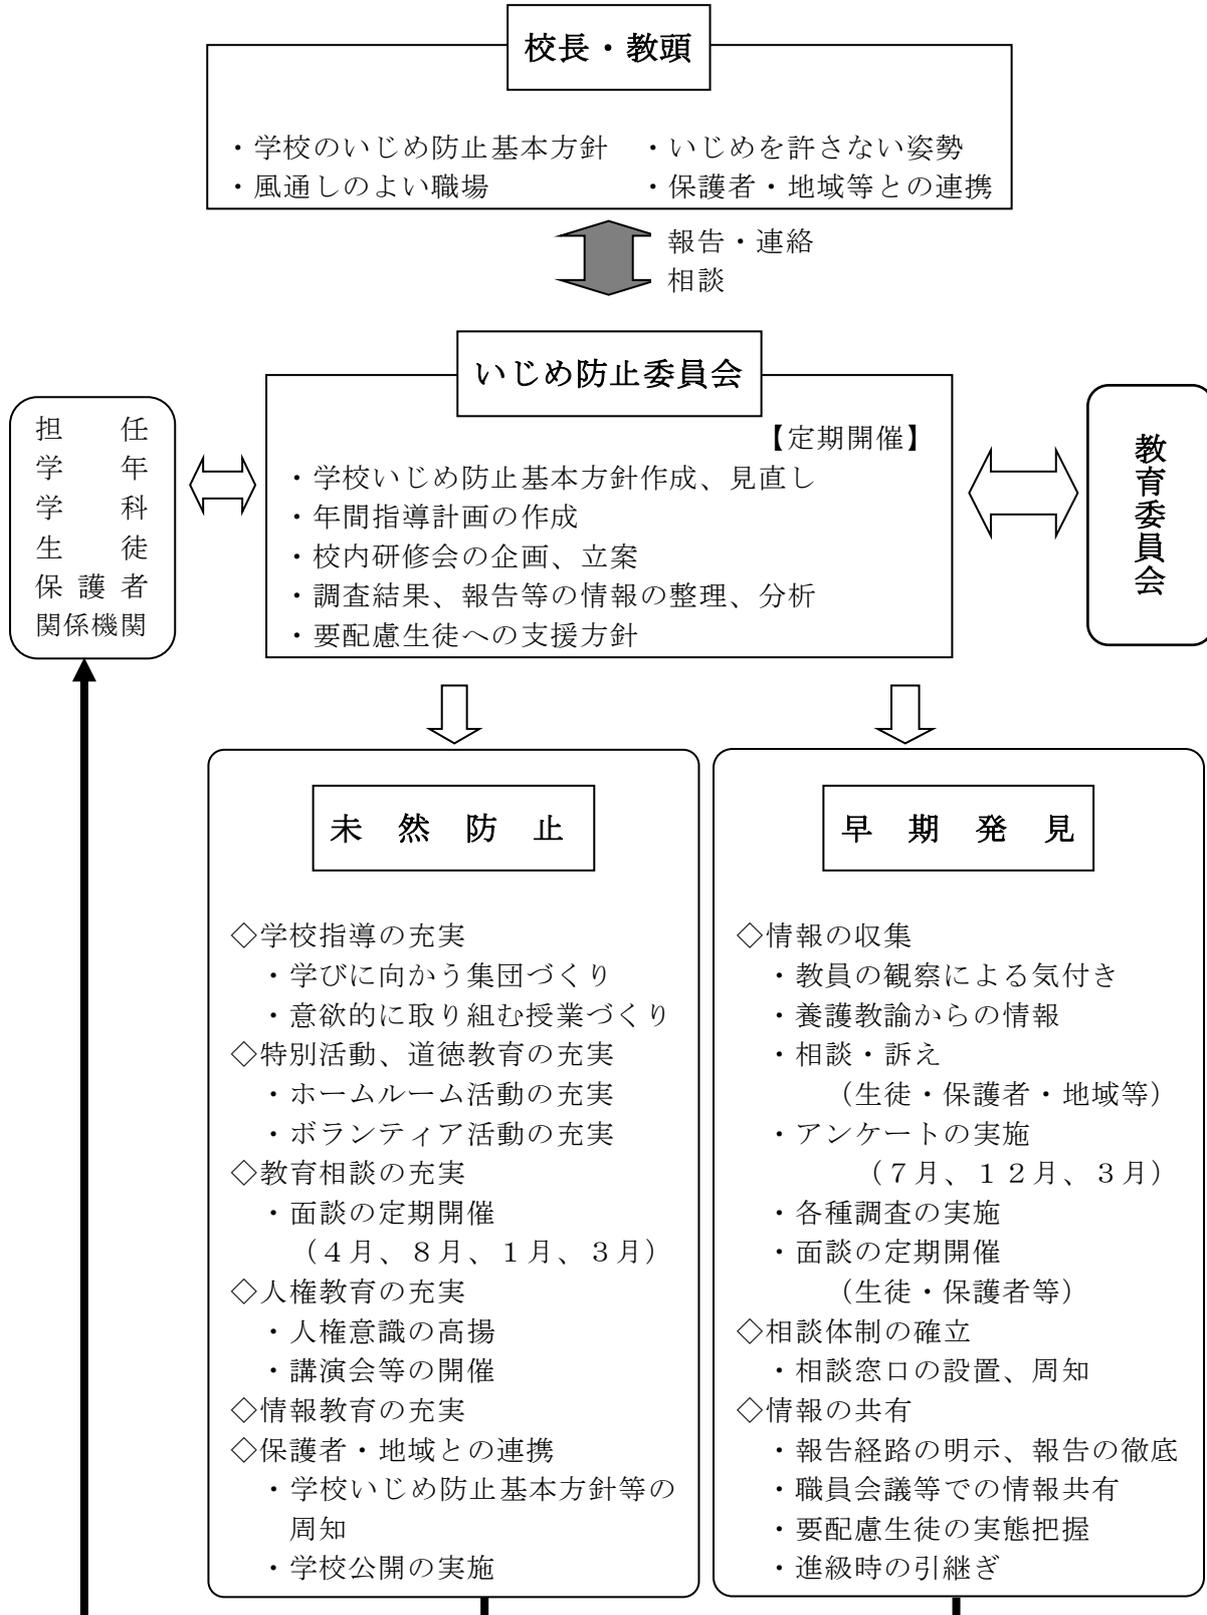 校長・教頭
・学校のいじめ防止基本方針　・いじめを許さない姿勢
・風通しのよい職場　　　　　・保護者・地域等との連携
報告・連絡
相談
いじめ防止委員会
【定期開催】
・学校いじめ防止基本方針作成、見直し
・年間指導計画の作成
・校内研修会の企画、立案
・調査結果、報告等の情報の整理、分析
・要配慮生徒への支援方針
担　　任
学　　年
学　　科
生　　徒
保 護 者
関係機関
教育委員会
未　然　防　止
◇学校指導の充実
・学びに向かう集団づくり
・意欲的に取り組む授業づくり
◇特別活動、道徳教育の充実
・ホームルーム活動の充実
・ボランティア活動の充実
◇教育相談の充実
・面談の定期開催
（４月、８月、１月、３月）
◇人権教育の充実
・人権意識の高揚
・講演会等の開催
◇情報教育の充実
◇保護者・地域との連携
・学校いじめ防止基本方針等の
周知
・学校公開の実施
早　期　発　見
◇情報の収集
・教員の観察による気付き
・養護教諭からの情報
・相談・訴え
（生徒・保護者・地域等）
・アンケートの実施
（７月、１２月、３月）
・各種調査の実施
・面談の定期開催
（生徒・保護者等）
◇相談体制の確立
・相談窓口の設置、周知
◇情報の共有
・報告経路の明示、報告の徹底
・職員会議等での情報共有
・要配慮生徒の実態把握
・進級時の引継ぎ